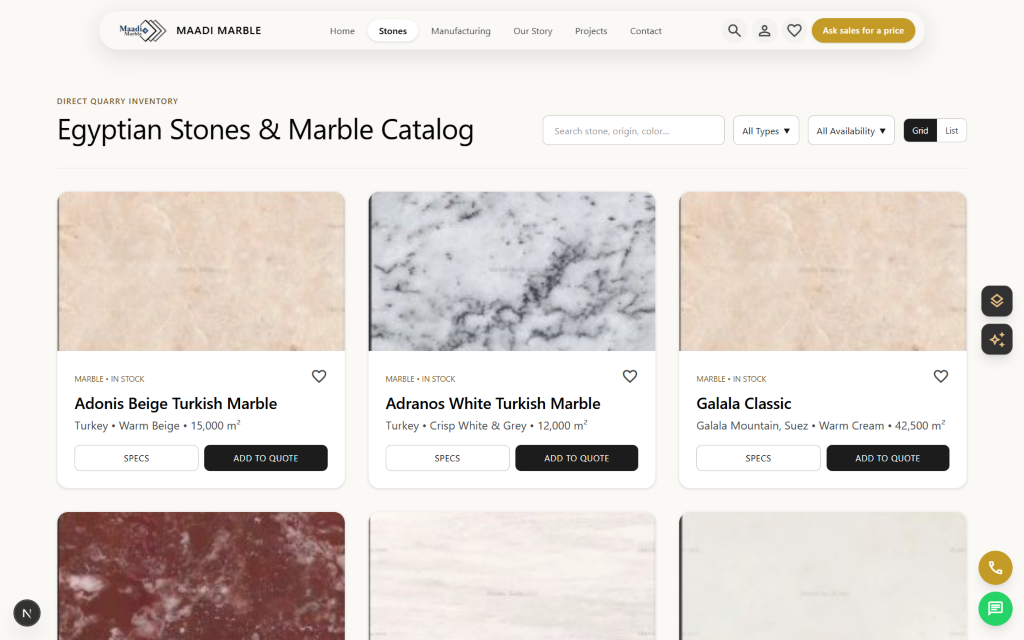 Maadi
Marble
MAADI MARBLE
Home
Stones
Manufacturing
Our Story
Projects
Contact
Ask sales for a price
DIRECT QUARRY INVENTORY
Egyptian Stones & Marble Catalog
Search stone, origin, color...
All Types ▼
All Availability ▼
Grid
List
MARBLE • IN STOCK
Adonis Beige Turkish Marble
Turkey • Warm Beige • 15,000 m²
SPECS
ADD TO QUOTE
MARBLE • IN STOCK
Adranos White Turkish Marble
Turkey • Crisp White & Grey • 12,000 m²
SPECS
ADD TO QUOTE
MARBLE • IN STOCK
Galala Classic
Galala Mountain, Suez • Warm Cream • 42,500 m²
SPECS
ADD TO QUOTE
N